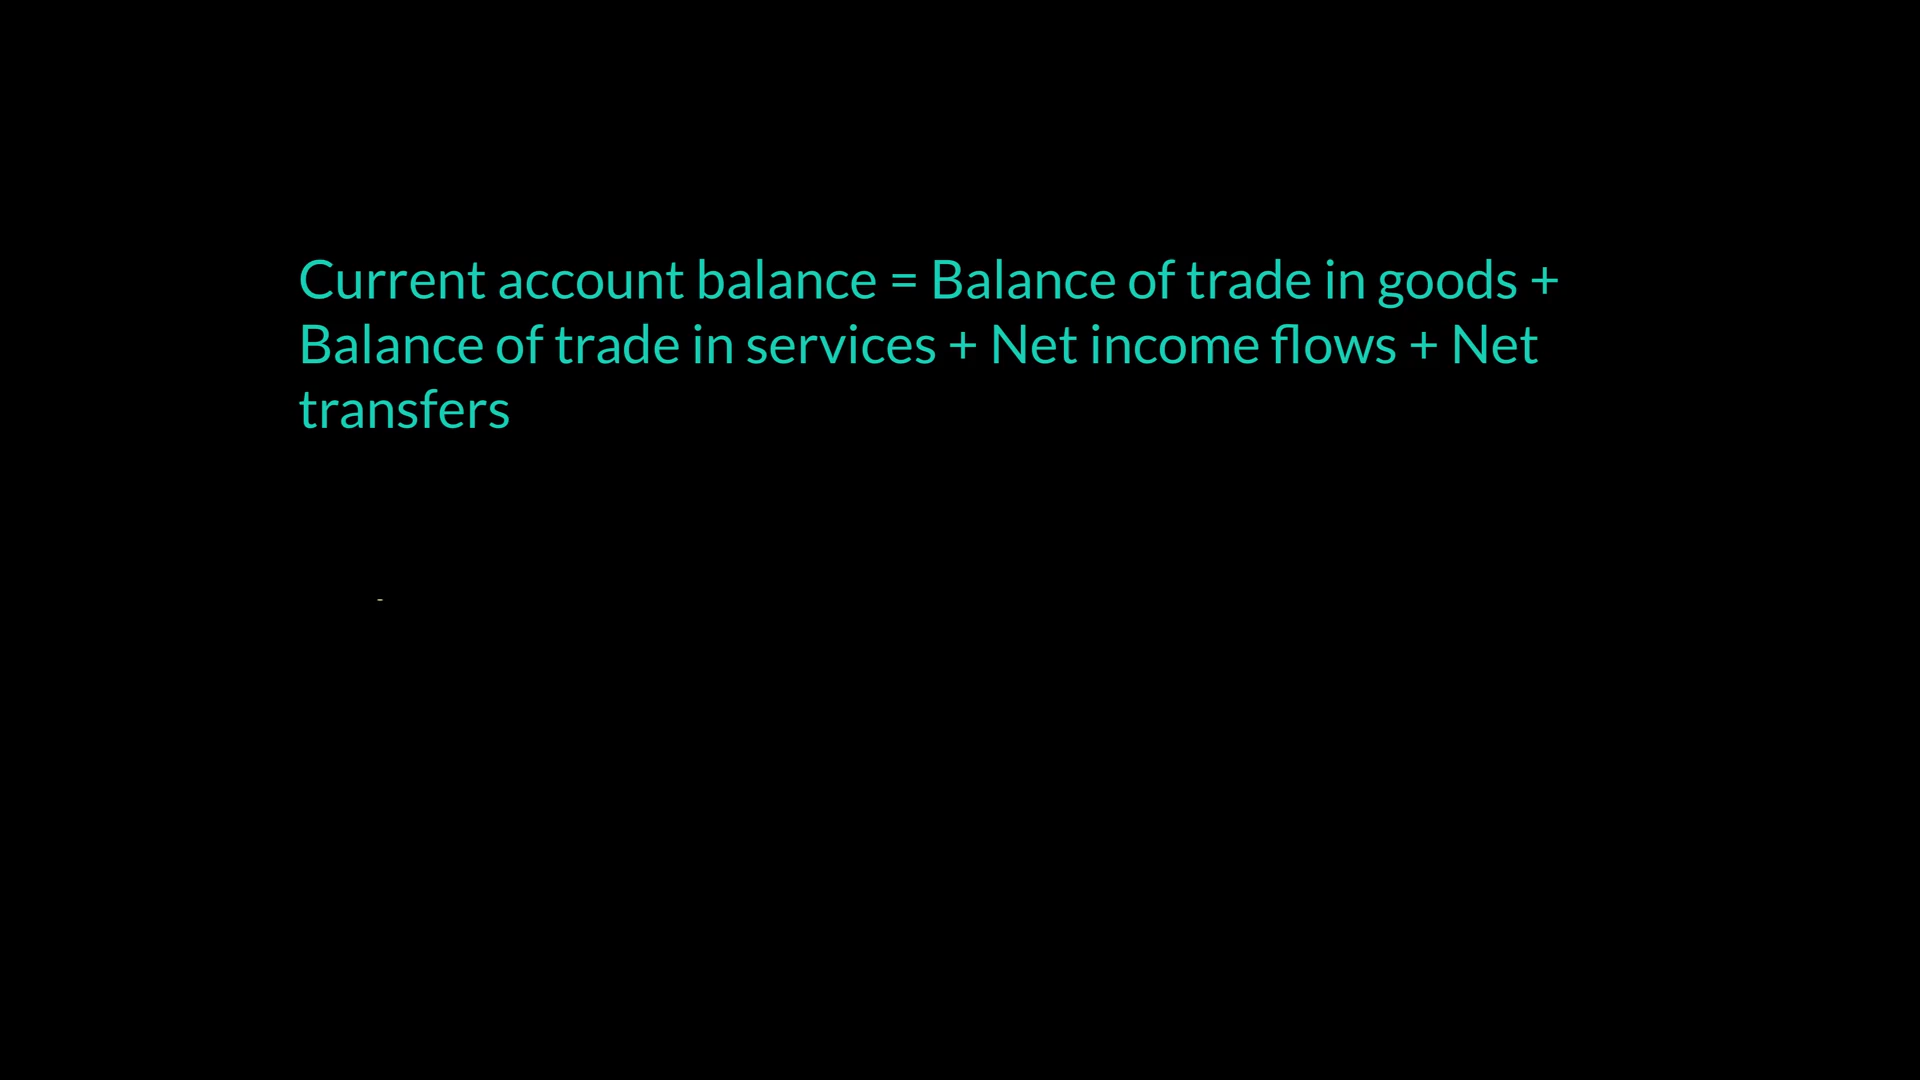 Current account balance = Balance of trade in goods +
Balance of trade in services + Net income flows + Net
transfers
-